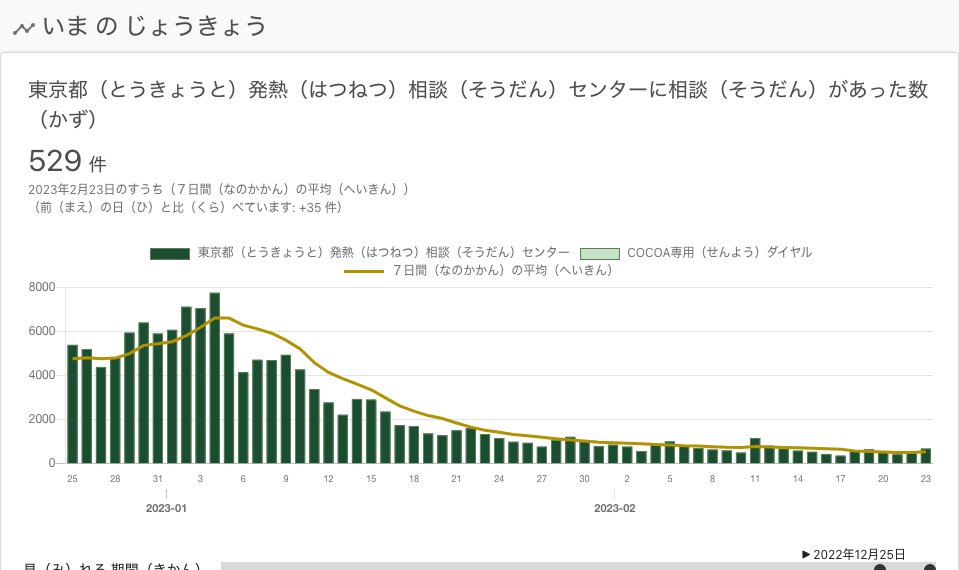 いま の じょうきょう
東京都（とうきょうと）発熱（はつねつ）相談（そうだん）センターに相談（そうだん）があった数
（かず）
529 件
2023年2月23日のすうち（７日間（なのかかん）の平均（へいきん））
（前（まえ）の日（ひ）と比（くら）べています: +35 件）
東京都（とうきょうと）発熱（はつねつ）相談（そうだん）センター COCOA専用（せんよう）ダイヤル
７日間（なのかかん）の平均（へいきん）
8000
6000
4000
2000
0
25 28 31 3 6 9 12 15 18 21 24 27 30 2 5 8 11 14 17 20 23
2023-01 2023-02
▶ 2022年12月25日
見（み）れる 期間（きかん）